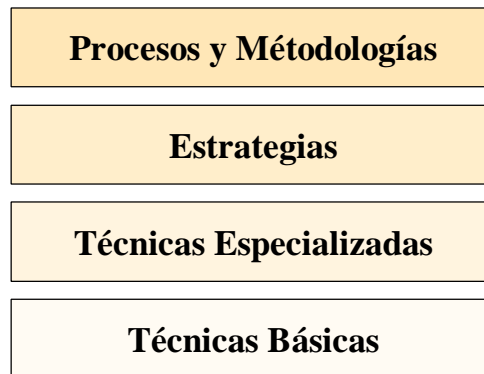 Procesos y Métodologías
Estrategias
Técnicas Especializadas
Técnicas Básicas